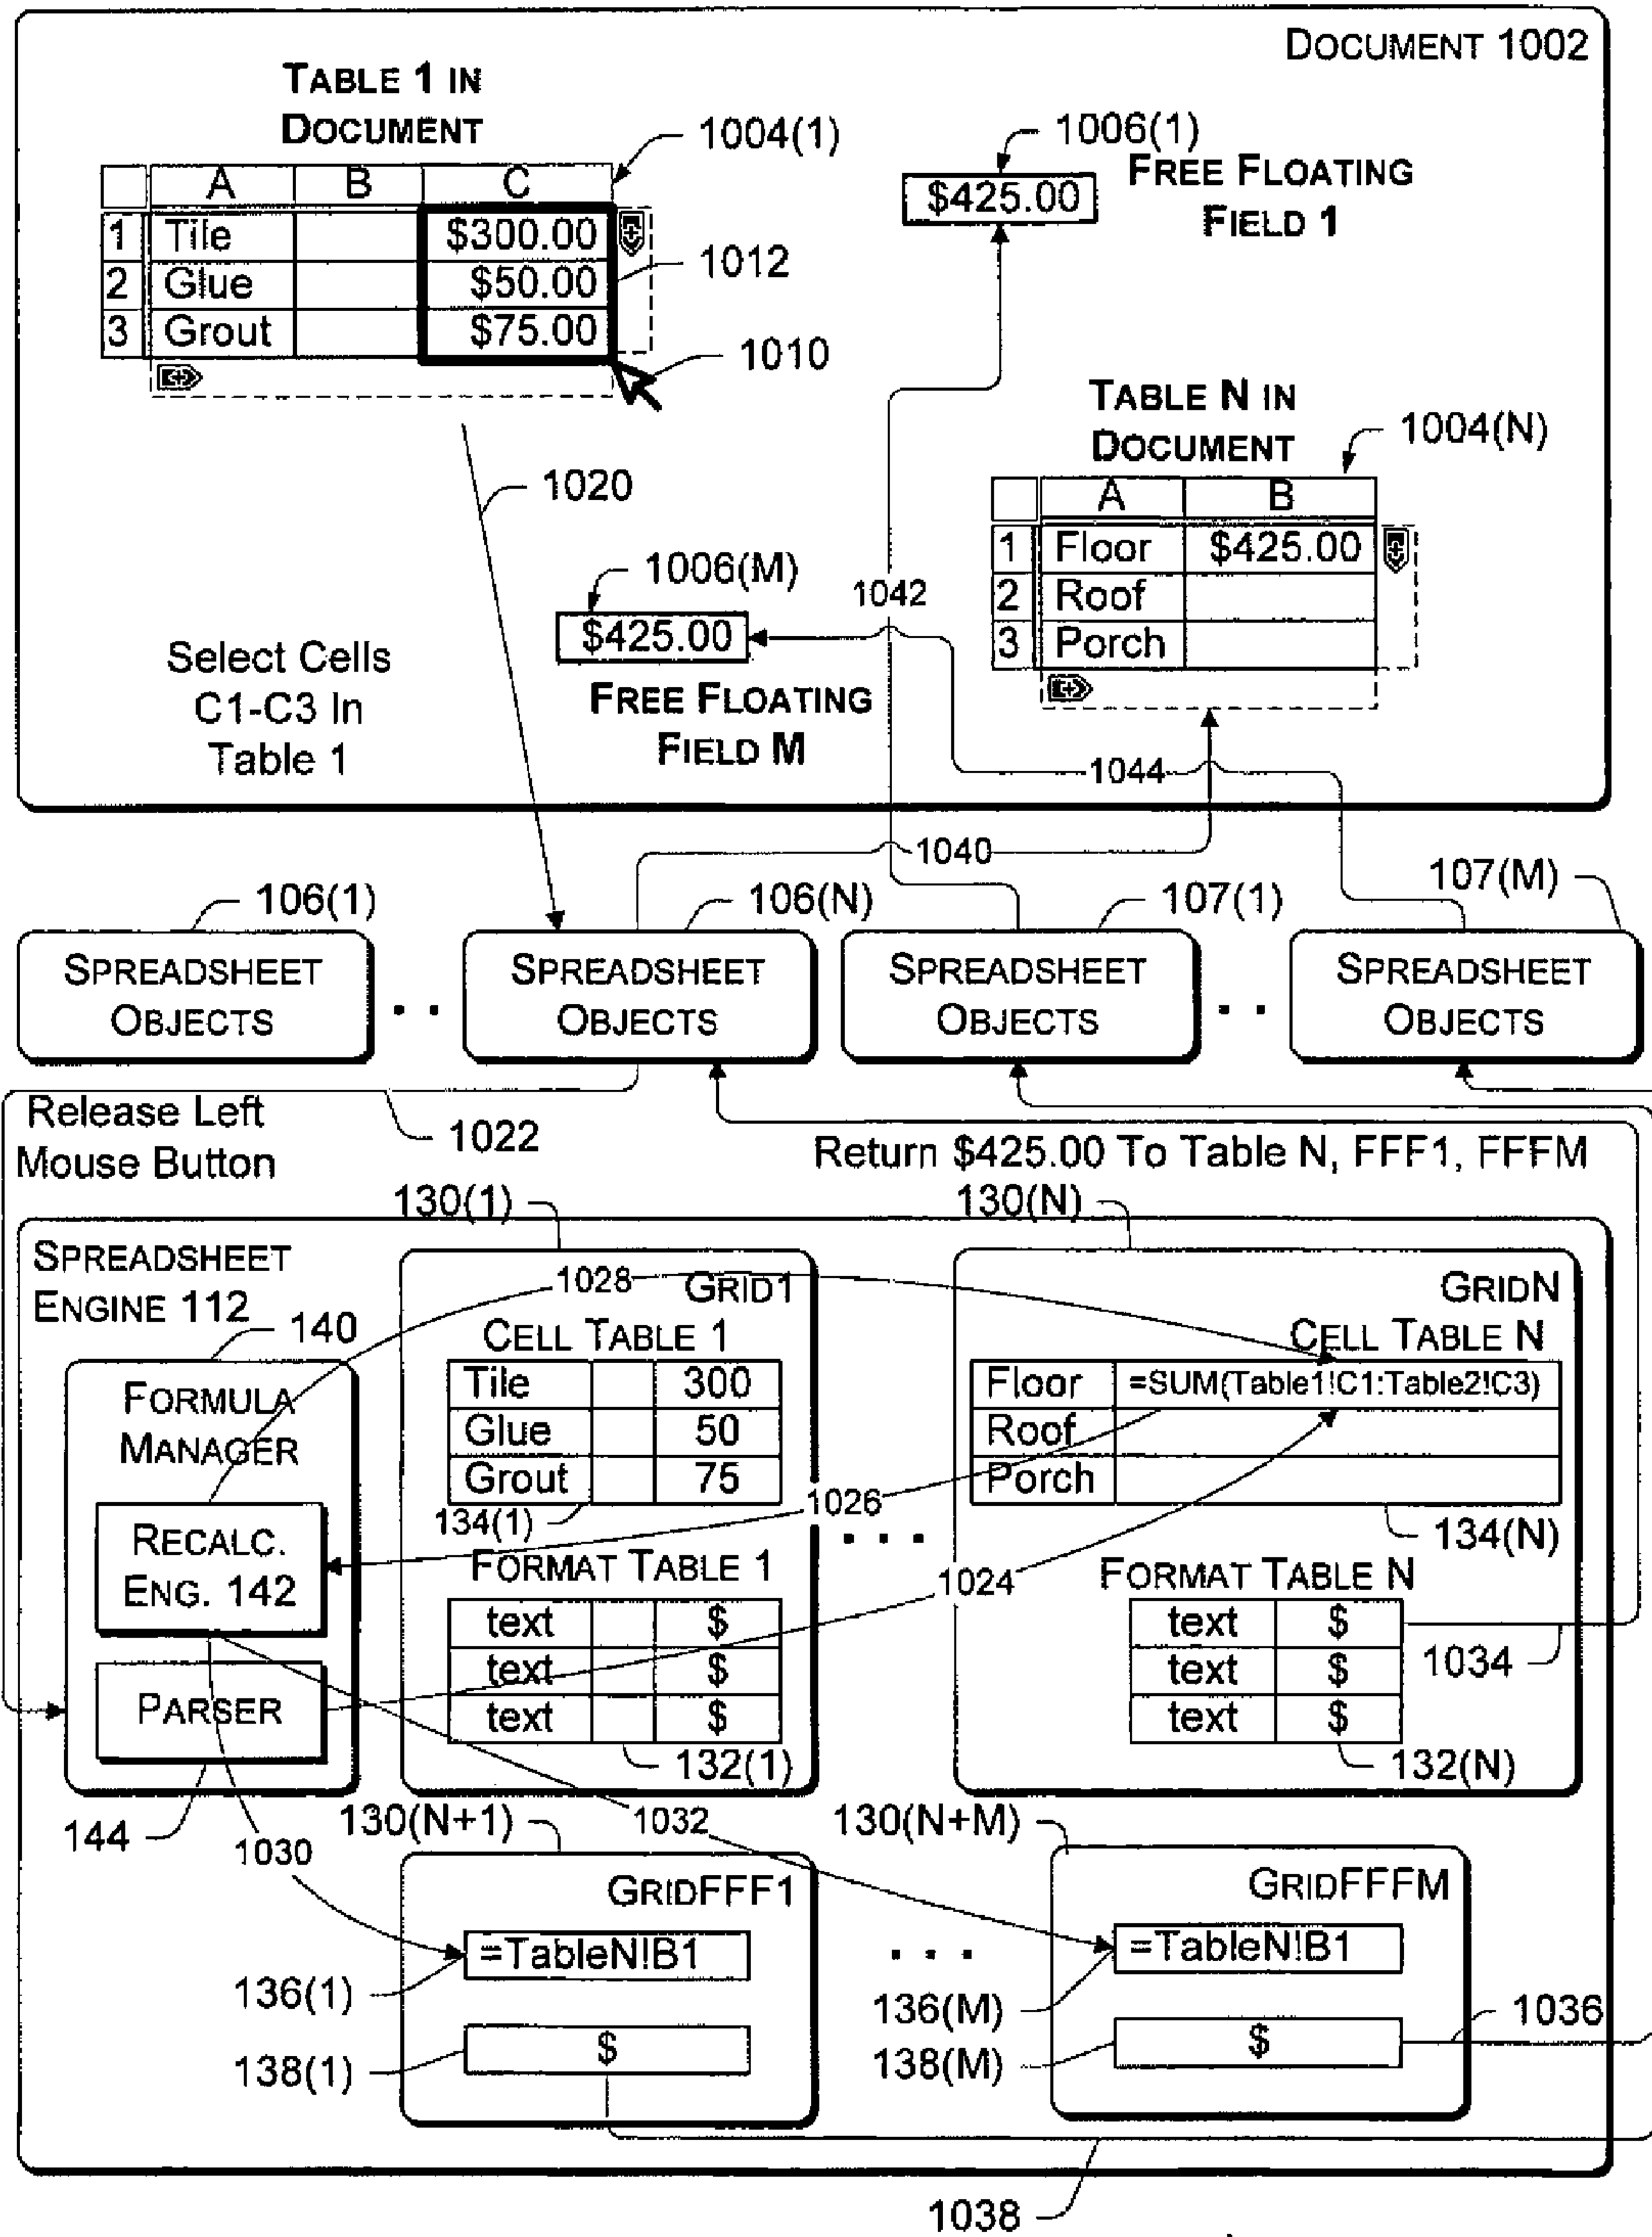 DOCUMENT 1002
TABLE 1 IN
DOCUMENT
1004(1)
A B C
1 Tile $300.00
2 Glue $50.00
3 Grout $75.00
1012
1010
1006(1)
$425.00
FREE FLOATING
FIELD 1
TABLE N IN
DOCUMENT
1004(N)
A B
1 Floor $425.00
2 Roof
3 Porch
1020
1006(M)
$425.00
FREE FLOATING
FIELD M
1042
Select Cells
C1-C3 In
Table 1
1044
1040
106(1)
106(N)
107(1)
107(M)
SPREADSHEET
OBJECTS
. .
SPREADSHEET
OBJECTS
SPREADSHEET
OBJECTS
. .
SPREADSHEET
OBJECTS
Release Left
Mouse Button
1022
Return $425.00 To Table N, FFF1, FFFM
130(1)
130(N)
SPREADSHEET
ENGINE 112
140
FORMULA
MANAGER
RECALC.
ENG. 142
PARSER
144
1028
GRID1
CELL TABLE 1
Tile 300
Glue 50
Grout 75
134(1)
FORMAT TABLE 1
text $
text $
text $
132(1)
1026
. . .
1024
GRIDN
CELL TABLE N
Floor =SUM(Table1!C1:Table2!C3)
Roof
Porch
134(N)
FORMAT TABLE N
text $
text $
text $
1034
132(N)
1030
1032
130(N+1)
GRIDFFF1
=TableN!B1
136(1)
$
138(1)
. . .
130(N+M)
GRIDFFFM
=TableN!B1
136(M)
$
138(M)
1036
1038